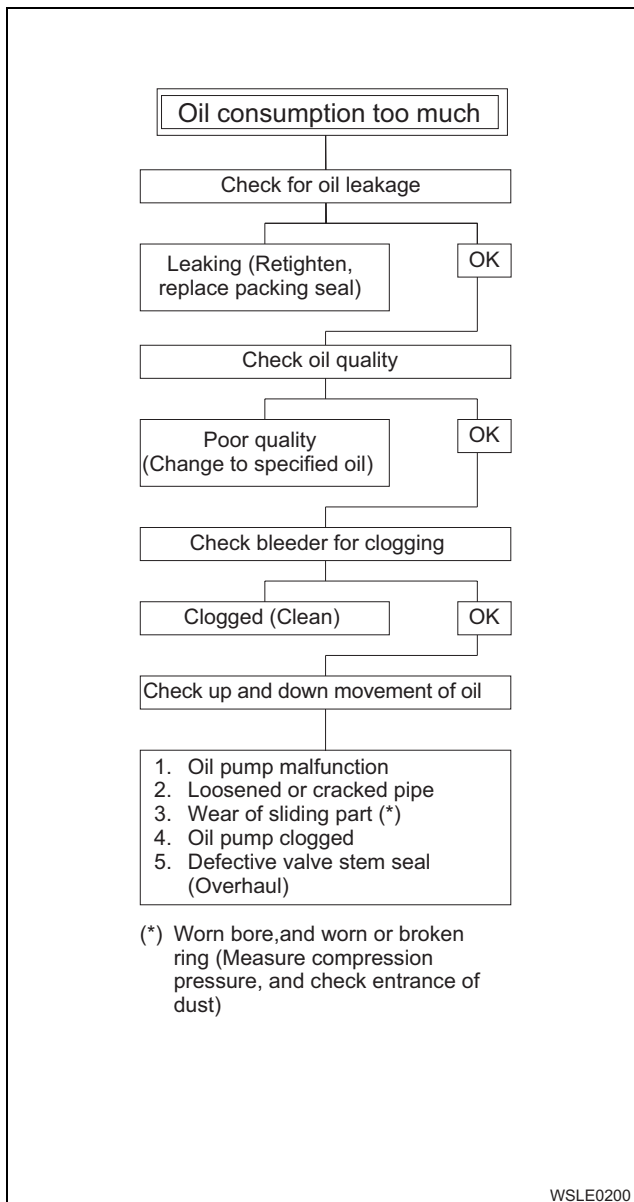 Oil consumption too much
Check for oil leakage
Leaking (Retighten,
replace packing seal)
OK
Check oil quality
Poor quality
(Change to specified oil)
OK
Check bleeder for clogging
Clogged (Clean)
OK
Check up and down movement of oil
1. Oil pump malfunction
2. Loosened or cracked pipe
3. Wear of sliding part (*)
4. Oil pump clogged
5. Defective valve stem seal
(Overhaul)
(*) Worn bore,and worn or broken
ring (Measure compression
pressure, and check entrance of
dust)
WSLE0200